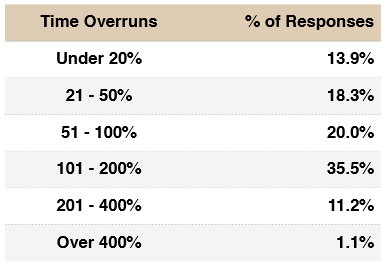 Time Overruns % of Responses
Under 20% 13.9%
21 - 50% 18.3%
51 - 100% 20.0%
101 - 200% 35.5%
201 - 400% 11.2%
Over 400% 1.1%